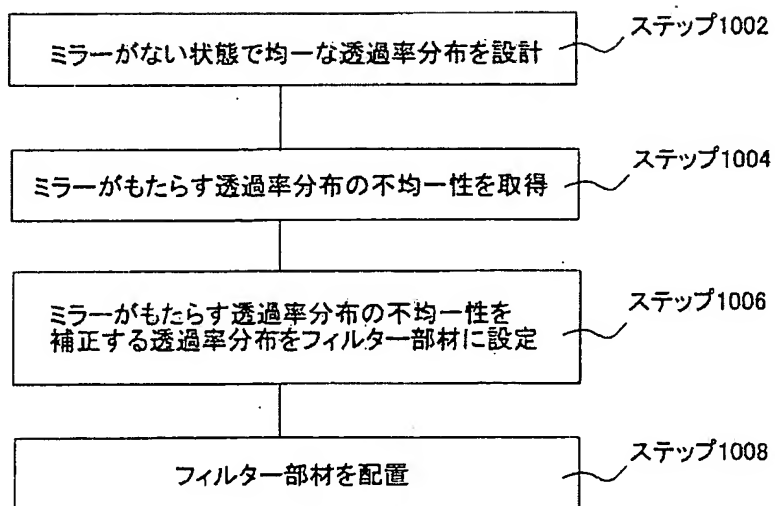 ミラーがない状態で均一な透過率分布を設計
ステップ1002
ミラーがもたらす透過率分布の不均一性を取得
ステップ1004
ミラーがもたらす透過率分布の不均一性を
補正する透過率分布をフィルター部材に設定
ステップ1006
フィルター部材を配置
ステップ1008